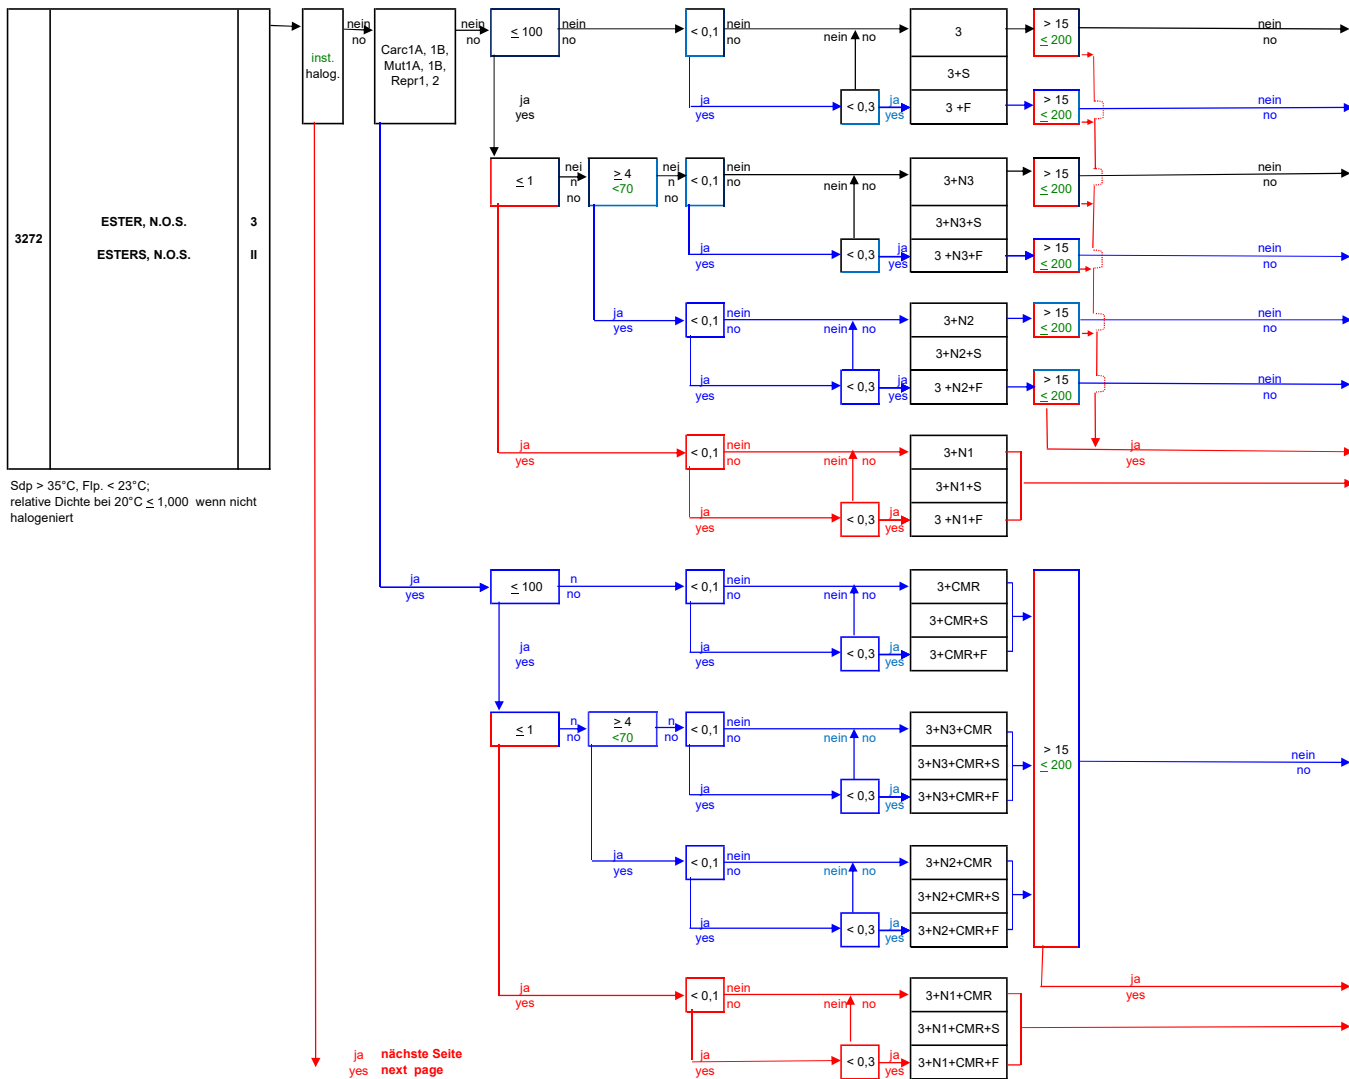 3272
ESTER, N.O.S.
ESTERS, N.O.S.
3
II
Sdp > 35°C, Flp. < 23°C;
relative Dichte bei 20°C ≤ 1,000 wenn nicht
halogeniert
inst.
halog.
nein
no
Carc1A, 1B,
Mut1A, 1B,
Repr1, 2
nein
no
≤ 100
nein
no
< 0,1
nein
no
nein no
3
> 15
≤ 200
nein
no
3+S
ja
yes
ja
yes
< 0,3
ja
yes
3 +F
> 15
≤ 200
nein
no
≤ 1
nei
n
no
≥ 4
<70
nei
n
no
< 0,1
nein
no
nein no
3+N3
> 15
≤ 200
nein
no
3+N3+S
ja
yes
< 0,3
ja
yes
3 +N3+F
> 15
≤ 200
nein
no
ja
yes
< 0,1
nein
no
nein no
3+N2
> 15
≤ 200
nein
no
3+N2+S
ja
yes
< 0,3
ja
yes
3 +N2+F
> 15
≤ 200
nein
no
ja
yes
< 0,1
nein
no
nein no
3+N1
ja
yes
3+N1+S
ja
yes
< 0,3
ja
yes
3 +N1+F
ja
yes
≤ 100
n
no
< 0,1
nein
no
nein no
3+CMR
3+CMR+S
ja
yes
ja
yes
< 0,3
ja
yes
3+CMR+F
≤ 1
n
no
≥ 4
<70
n
no
< 0,1
nein
no
nein no
3+N3+CMR
3+N3+CMR+S
> 15
≤ 200
nein
no
ja
yes
< 0,3
ja
yes
3+N3+CMR+F
ja
yes
< 0,1
nein
no
nein no
3+N2+CMR
3+N2+CMR+S
ja
yes
< 0,3
ja
yes
3+N2+CMR+F
ja
yes
ja
yes
< 0,1
nein
no
nein no
3+N1+CMR
3+N1+CMR+S
ja
yes
< 0,3
ja
yes
3+N1+CMR+F
ja nächste Seite
yes next page